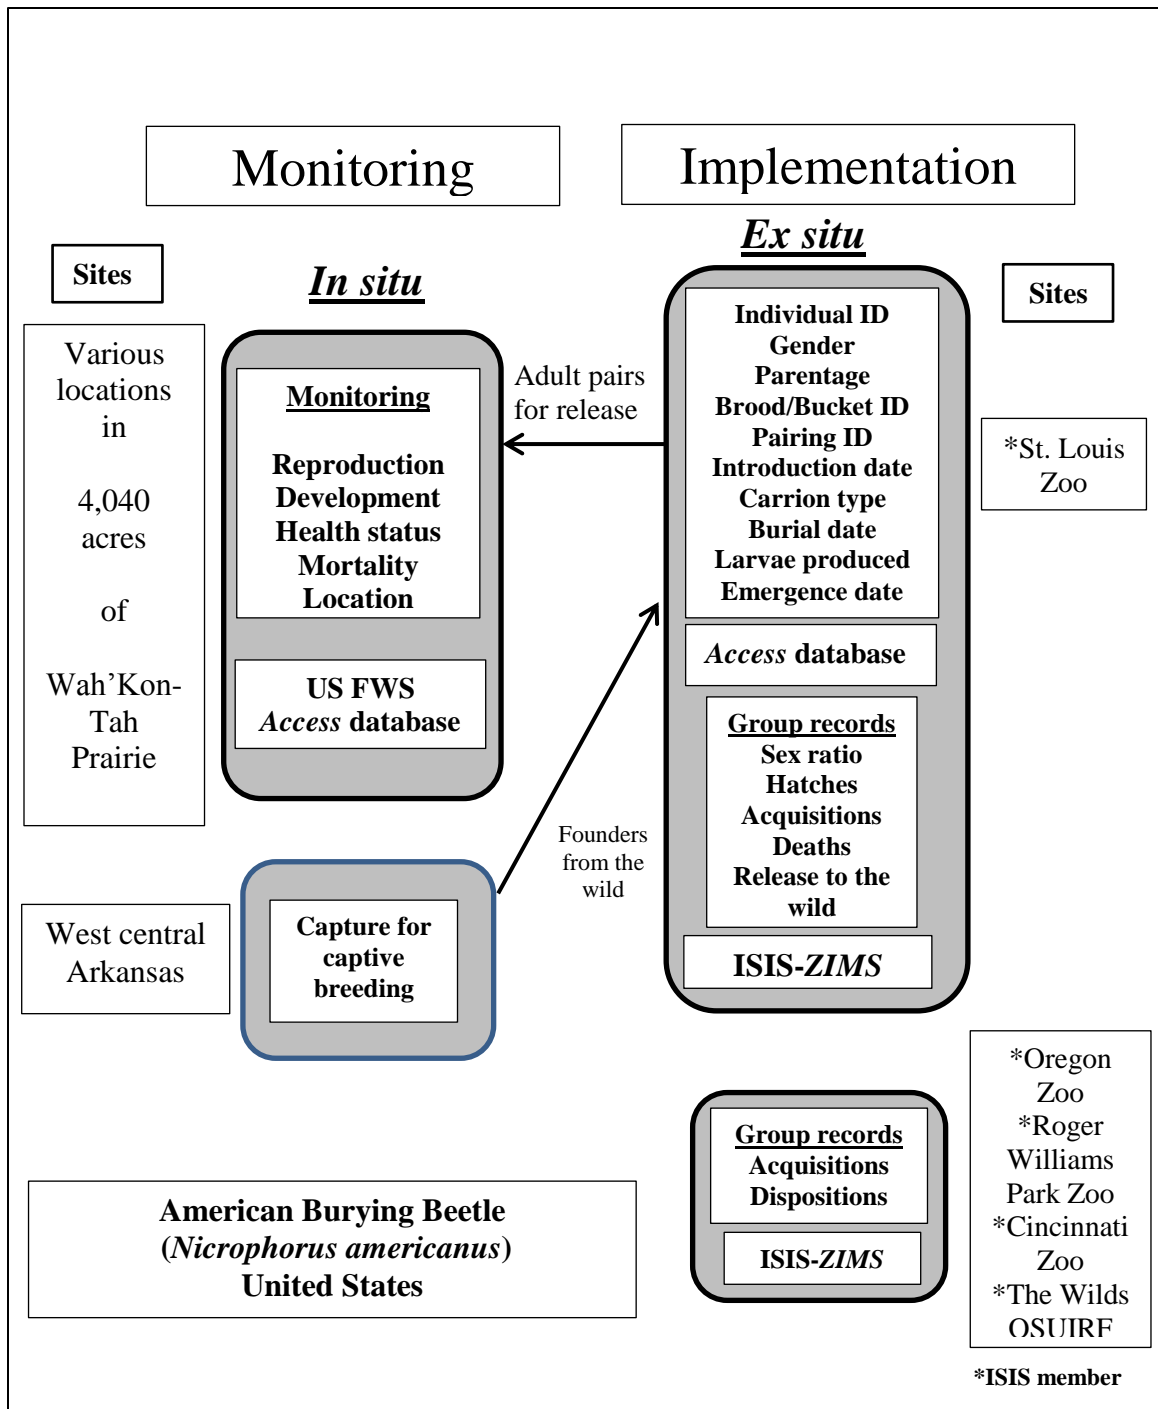 Monitoring
Implementation
Sites
In situ
Ex situ
Sites
Various
locations
in
4,040
acres
of
Wah’Kon-
Tah
Prairie
Monitoring
Reproduction
Development
Health status
Mortality
Location
US FWS
Access database
Adult pairs
for release
Individual ID
Gender
Parentage
Brood/Bucket ID
Pairing ID
Introduction date
Carrion type
Burial date
Larvae produced
Emergence date
Access database
Group records
Sex ratio
Hatches
Acquisitions
Deaths
Release to the
wild
ISIS-ZIMS
*St. Louis
Zoo
Founders
from the
wild
West central
Arkansas
Capture for
captive
breeding
Group records
Acquisitions
Dispositions
ISIS-ZIMS
*Oregon
Zoo
*Roger
Williams
Park Zoo
*Cincinnati
Zoo
*The Wilds
OSUIRF
*ISIS member
American Burying Beetle
(Nicrophorus americanus)
United States